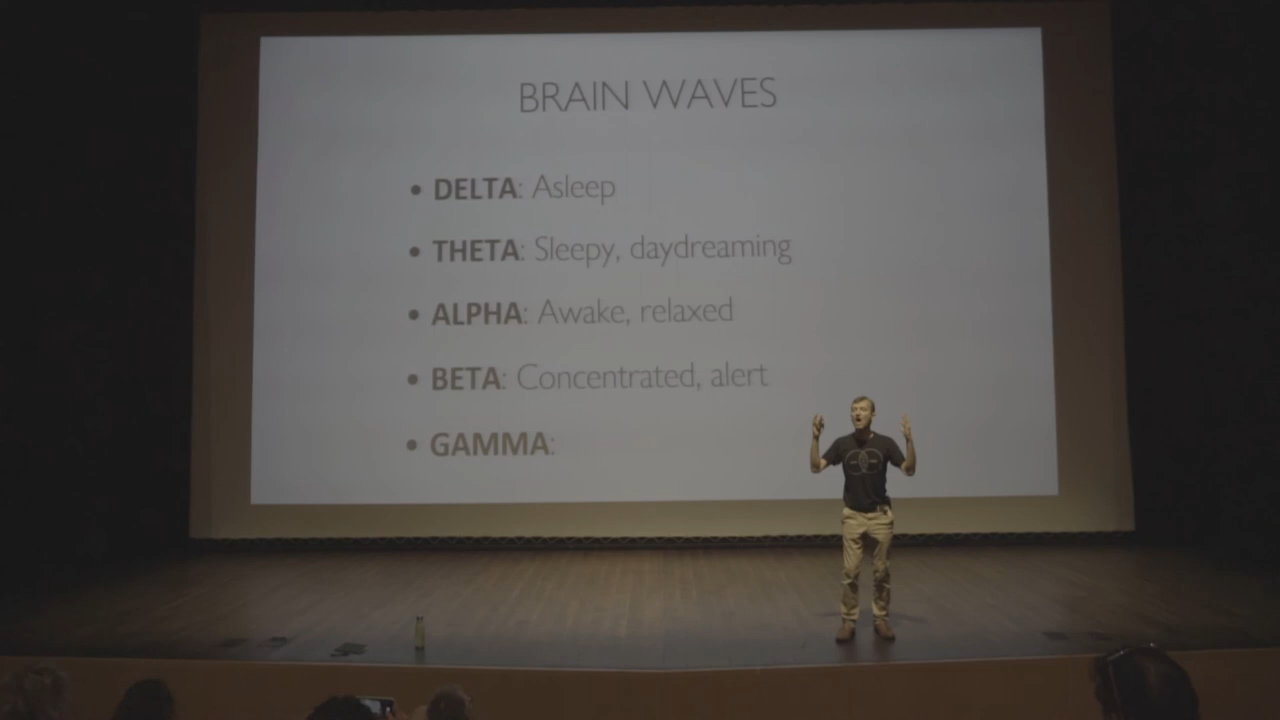 BRAIN WAVES
• DELTA: Asleep
• THETA: Sleepy, daydreaming
• ALPHA: Awake, relaxed
• BETA: Concentrated, alert
• GAMMA: